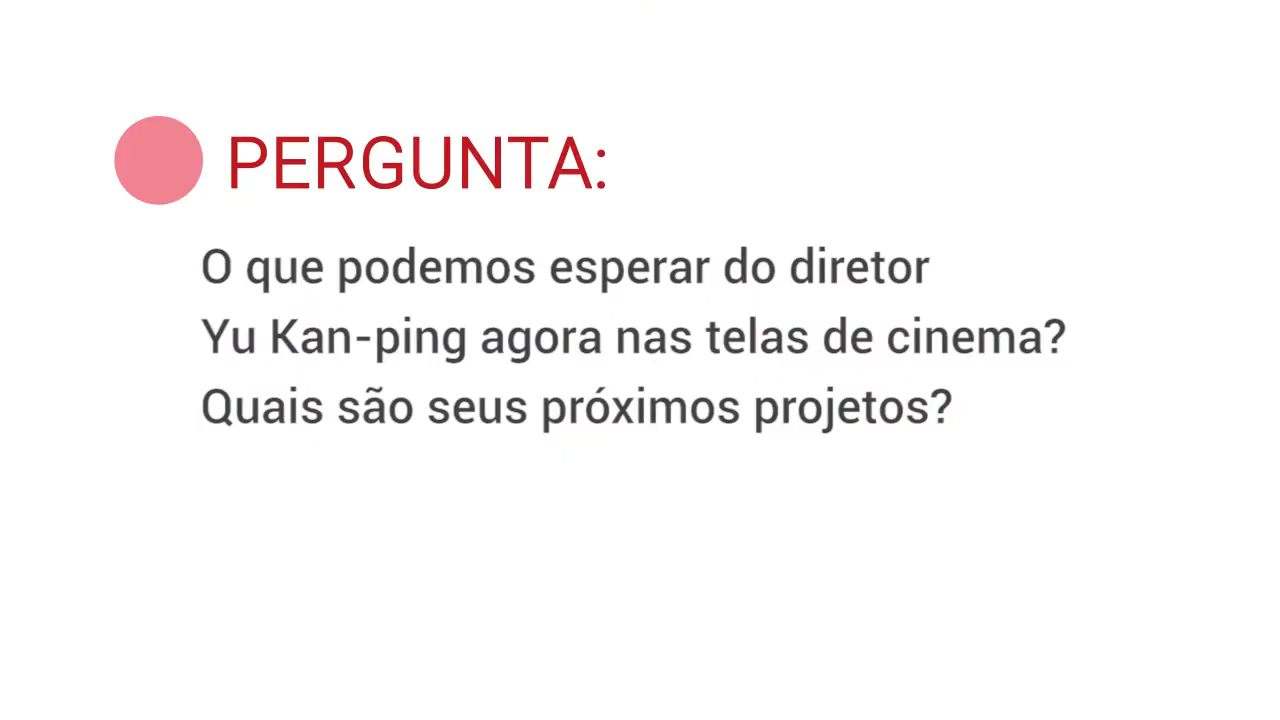 PERGUNTA:
O que podemos esperar do diretor
Yu Kan-ping agora nas telas de cinema?
Quais são seus próximos projetos?